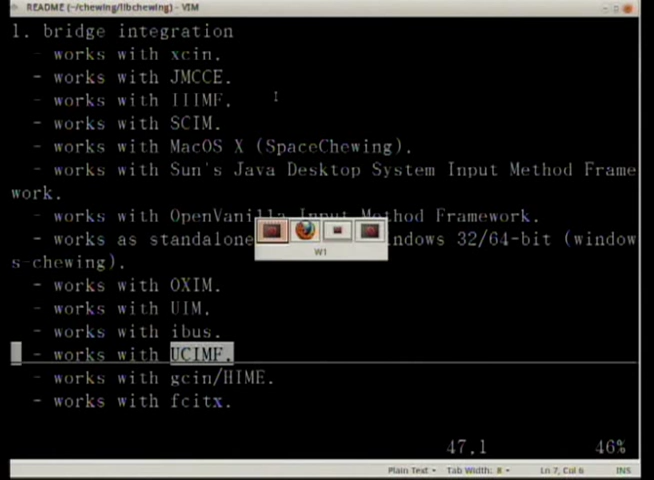 README (~/chewing/libchewing) - VIM
1. bridge integration
- works with xcin.
- works with JMCCE.
- works with IIIMF.
- works with SCIM.
- works with MacOS X (SpaceChewing).
- works with Sun's Java Desktop System Input Method Frame
work.
- works with OpenVanilla Input Method Framework.
- works as standalone indows 32/64-bit (window
s-chewing).
- works with OXIM.
- works with UIM.
- works with ibus.
- works with UCIMF.
- works with gcin/HIME.
- works with fcitx.
W1
47,1 46%
Plain Text Tab Width: 8 Ln 7, Col 6 INS